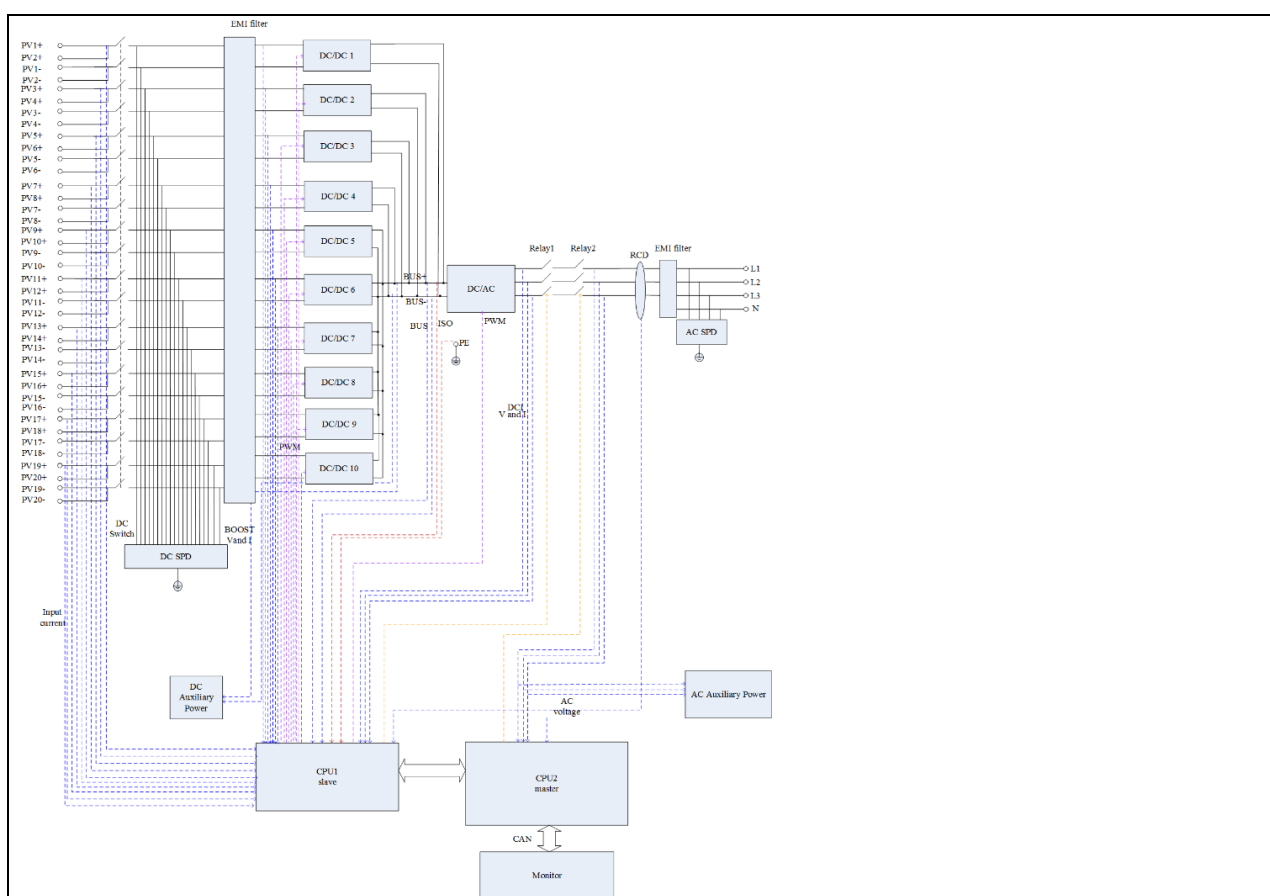 EMI filter
PV1+
PV2+
PV1-
PV2-
PV3+
PV4+
PV3-
PV4-
PV5+
PV6+
PV5-
PV6-
PV7+
PV8+
PV7-
PV8-
PV9+
PV10+
PV9-
PV10-
PV11+
PV12+
PV11-
PV12-
PV13+
PV14+
PV13-
PV14-
PV15+
PV16+
PV15-
PV16-
PV17+
PV18+
PV17-
PV18-
PV19+
PV20+
PV19-
PV20-
DC/DC 1
DC/DC 2
DC/DC 3
DC/DC 4
DC/DC 5
DC/DC 6
DC/DC 7
DC/DC 8
DC/DC 9
PWM
DC/DC 10
BUS+
BUS-
BUS
ISO
DC/AC
PWM
PE
Relay1
Relay2
RCD
EMI filter
L1
L2
L3
N
AC SPD
DCI
V and I
DC
Switch
BOOST
Vand I
DC SPD
Input
current
DC
Auxiliary
Power
AC
voltage
AC Auxiliary Power
CPU1
slave
CPU2
master
CAN
Monitor